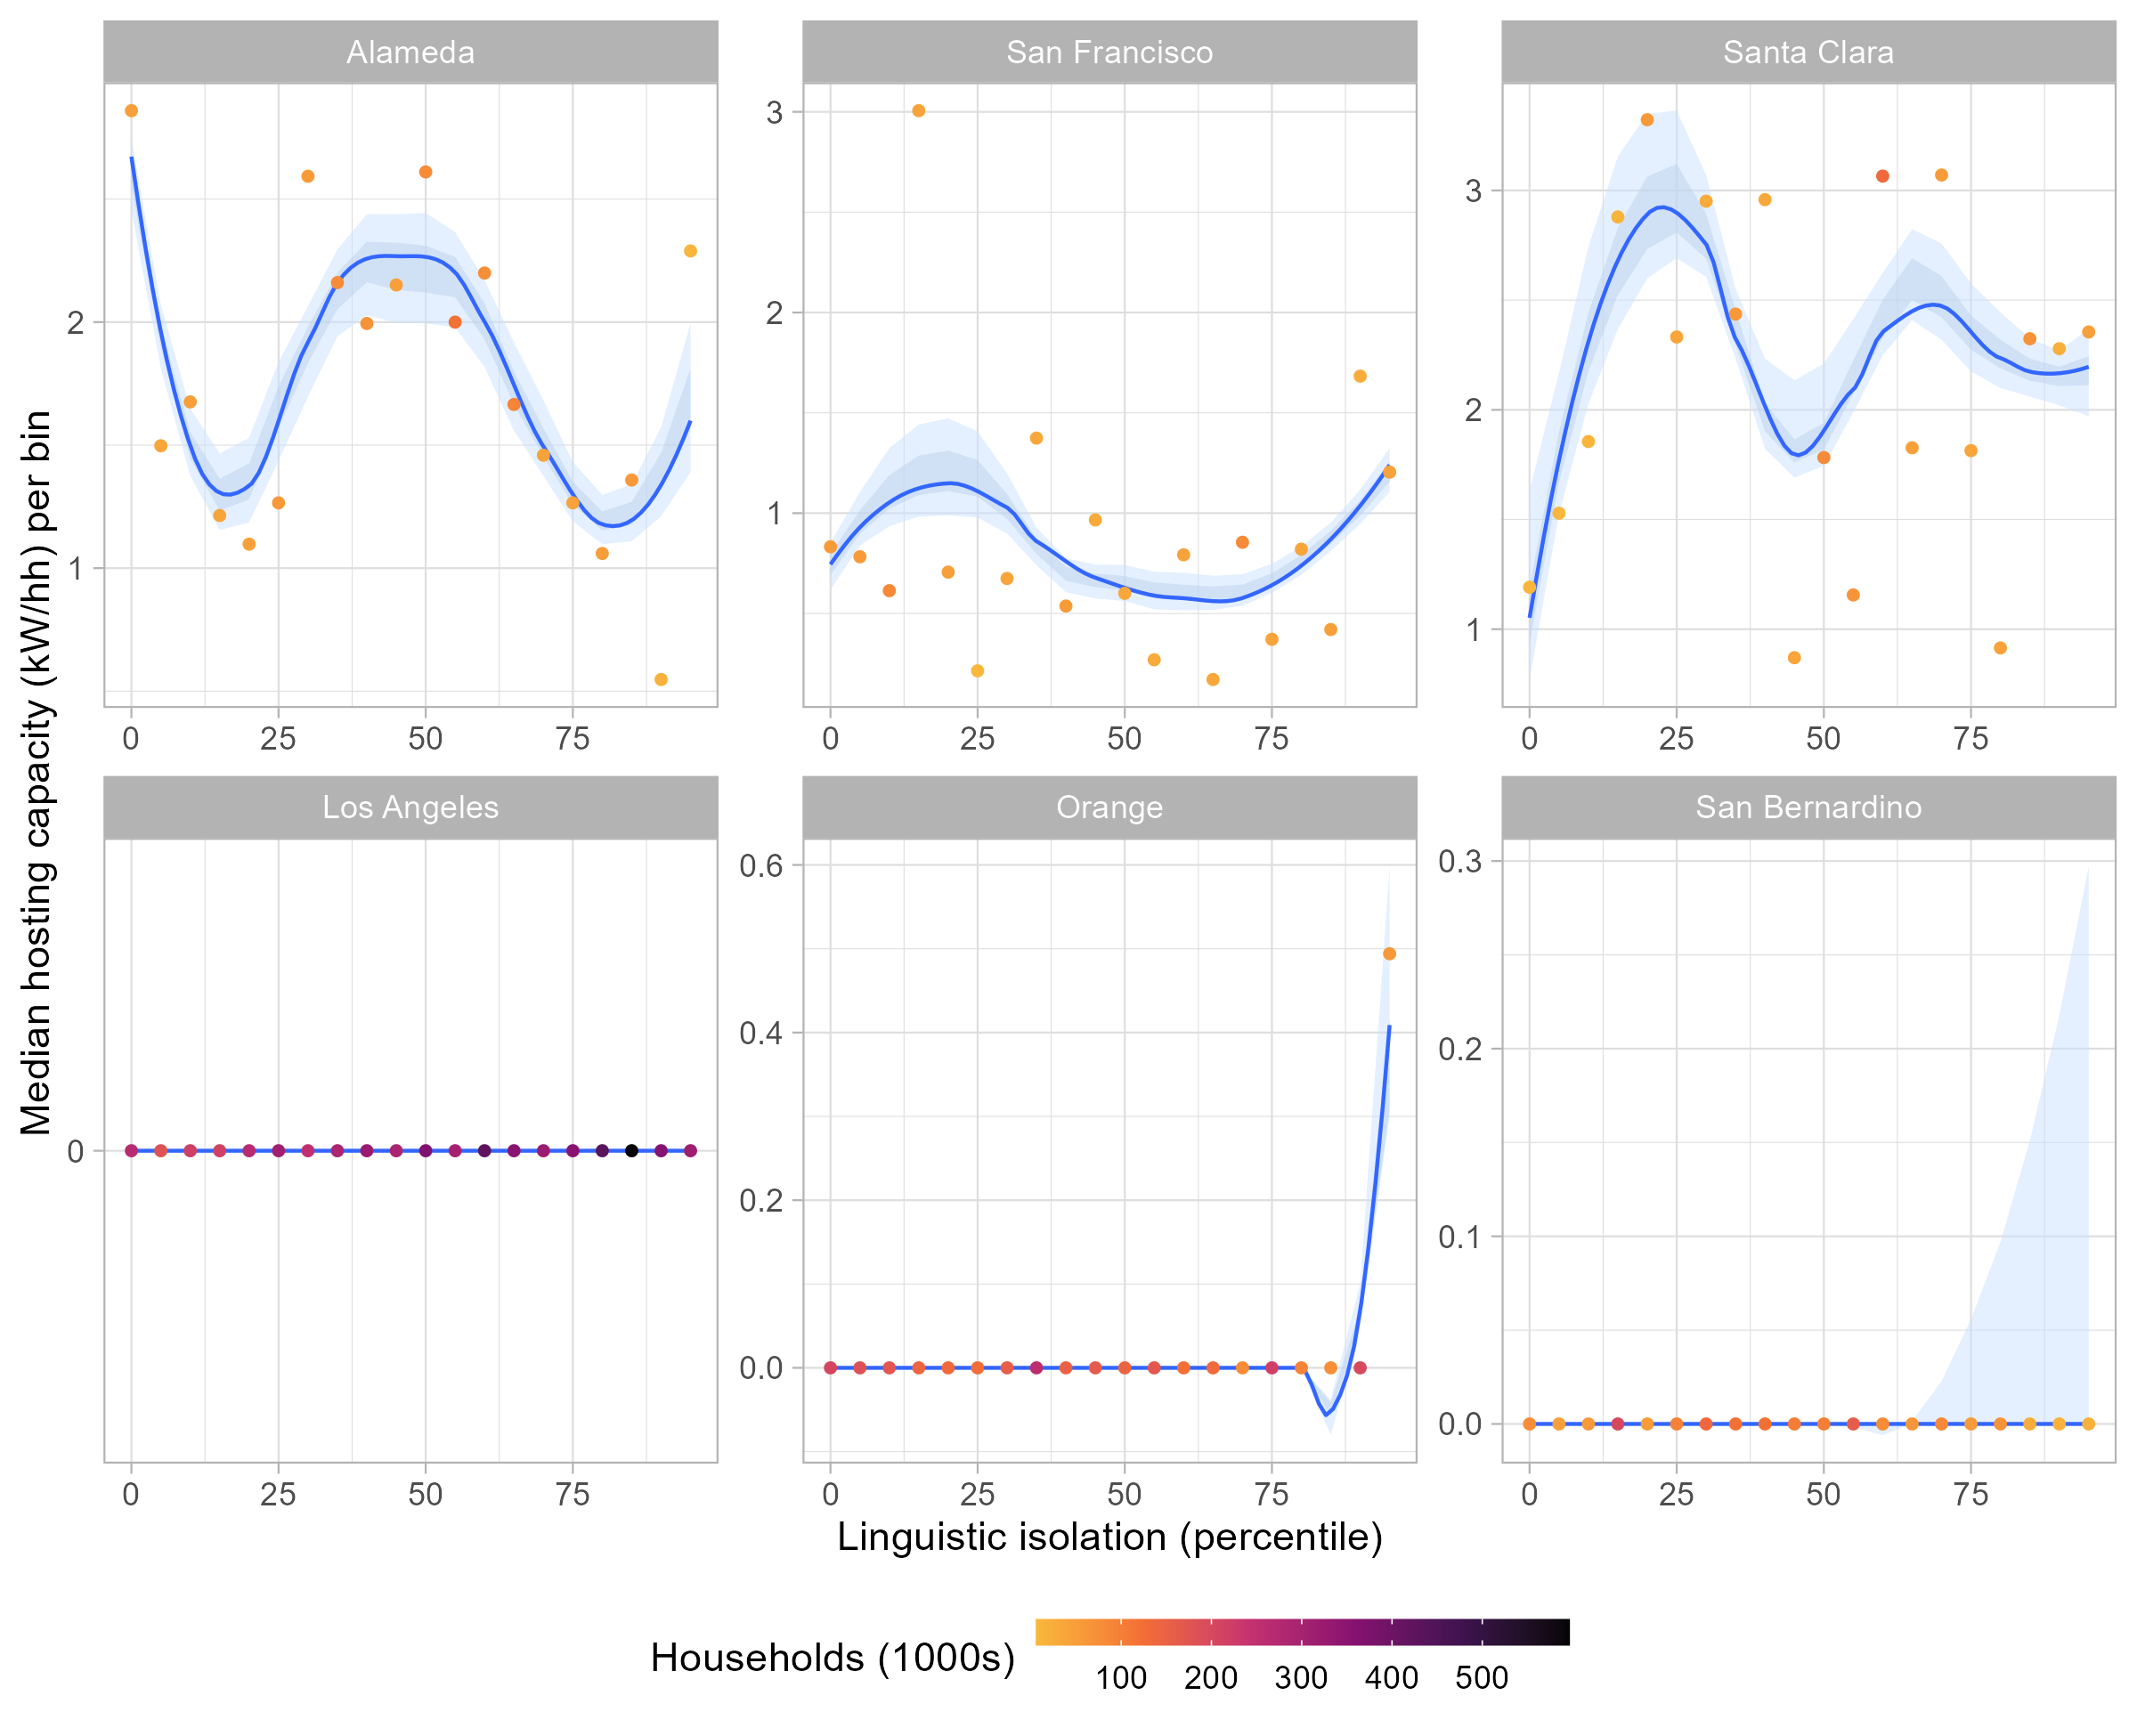 Alameda
San Francisco
Santa Clara
2
1
0 25 50 75
3
2
1
0 25 50 75
3
2
1
0 25 50 75
Median hosting capacity (kW/hh) per bin
Los Angeles
Orange
San Bernardino
0
0 25 50 75
0.6
0.4
0.2
0.0
0 25 50 75
0.3
0.2
0.1
0.0
0 25 50 75
Linguistic isolation (percentile)
Households (1000s)
100 200 300 400 500